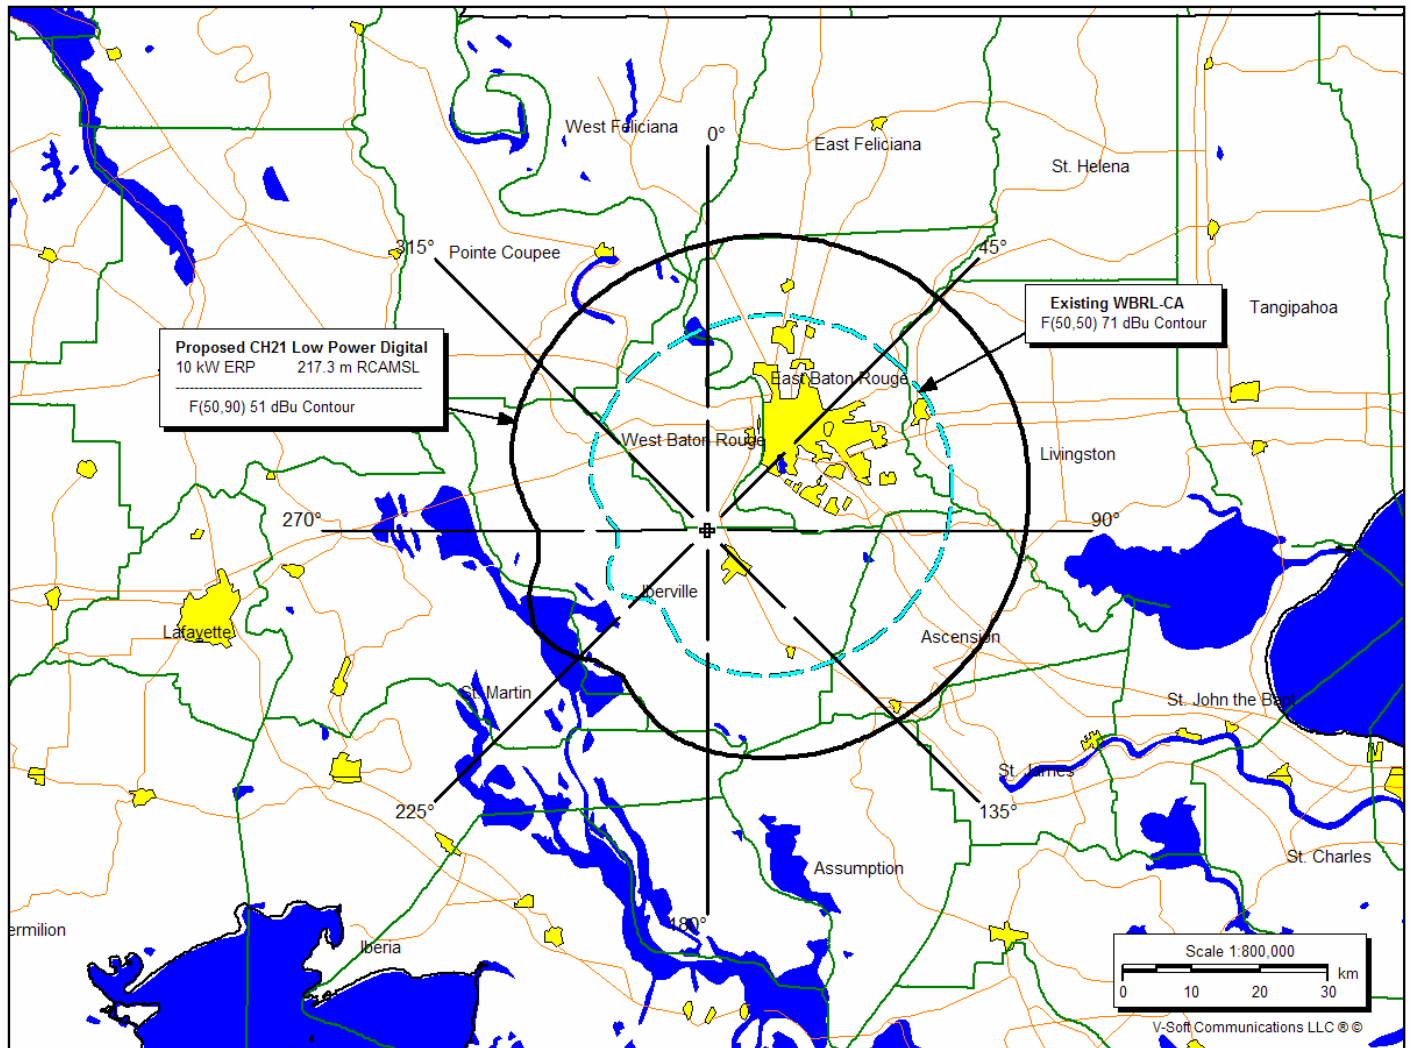 West Feliciana
0°
East Feliciana
St. Helena
315°
Pointe Coupee
45°
Existing WBRL-CA
F(50,50) 71 dBu Contour
Tangipahoa
Proposed CH21 Low Power Digital
10 kW ERP 217.3 m RCAMSL
F(50,90) 51 dBu Contour
East Baton Rouge
West Baton Rouge
Livingston
270°
90°
Iberville
Lafayette
Ascension
St. Martin
St. John the Bapt
St. James
225°
135°
St. Charles
Assumption
180°
ermilion
Iberia
Scale 1:800,000
km
0 10 20 30
V-Soft Communications LLC ® ©